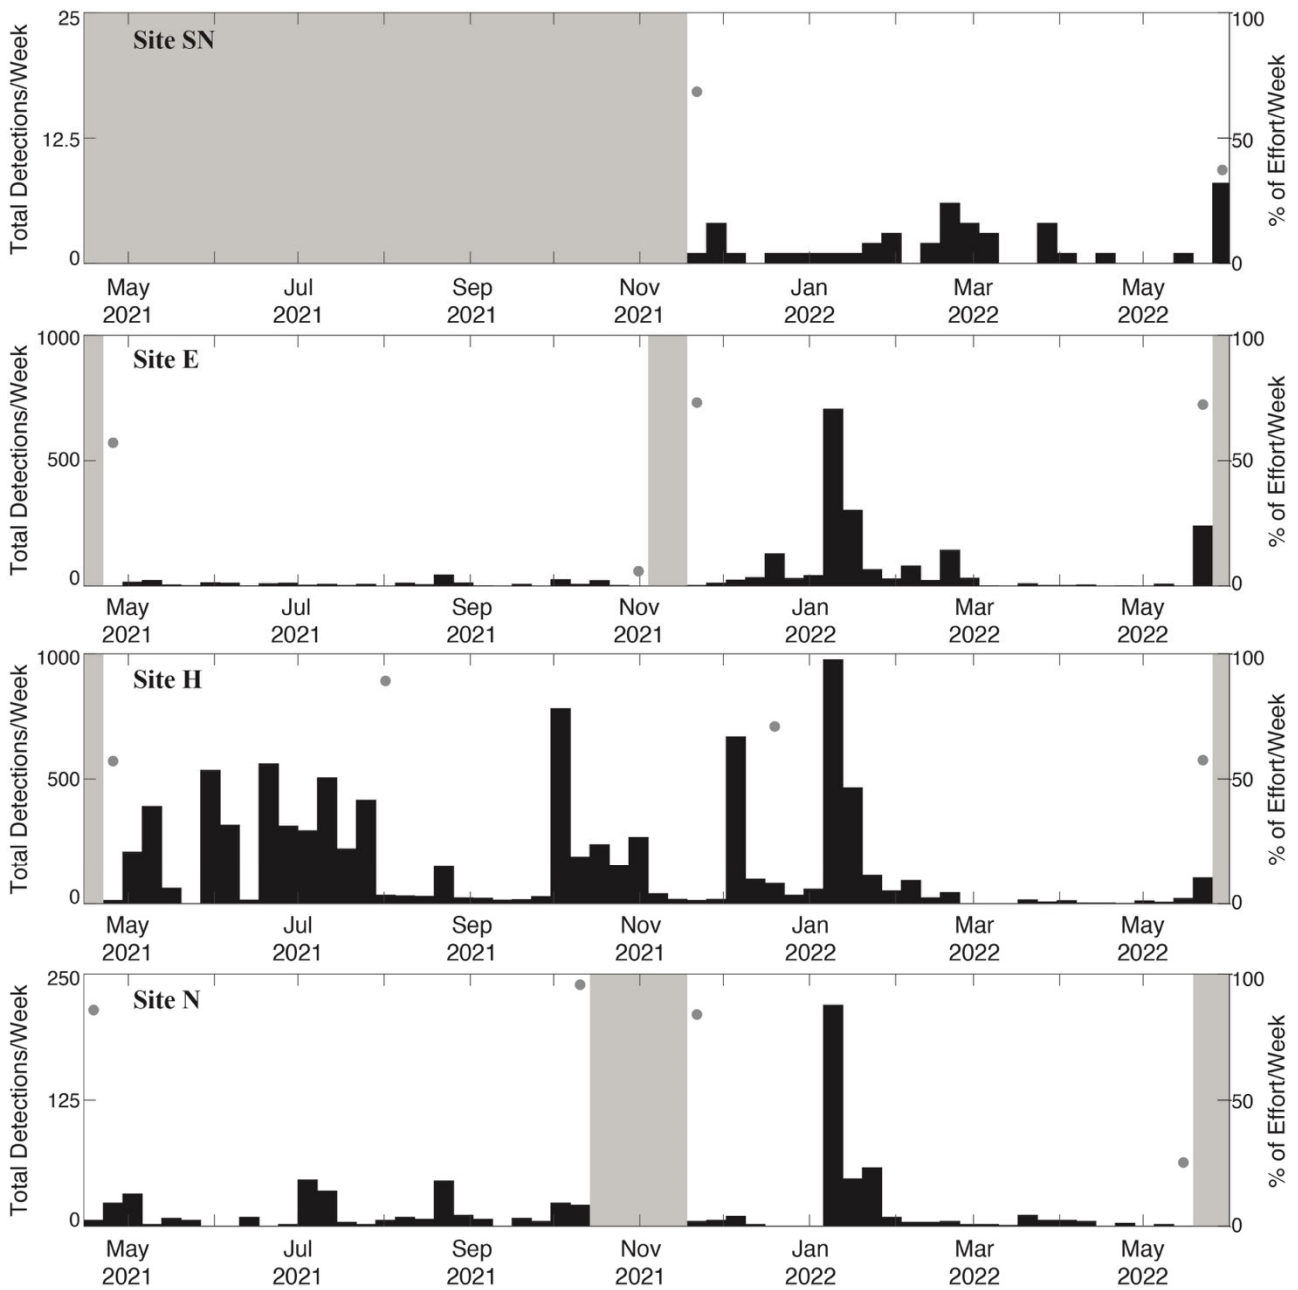 Total Detections/Week
25
12.5
0
Site SN
100
50
0
% of Effort/Week
May Jul Sep Nov Jan Mar May
2021 2021 2021 2021 2022 2022 2022
Total Detections/Week
1000
500
0
Site E
100
50
0
% of Effort/Week
May Jul Sep Nov Jan Mar May
2021 2021 2021 2021 2022 2022 2022
Total Detections/Week
1000
500
0
Site H
100
50
0
% of Effort/Week
May Jul Sep Nov Jan Mar May
2021 2021 2021 2021 2022 2022 2022
Total Detections/Week
250
125
0
Site N
100
50
0
% of Effort/Week
May Jul Sep Nov Jan Mar May
2021 2021 2021 2021 2022 2022 2022